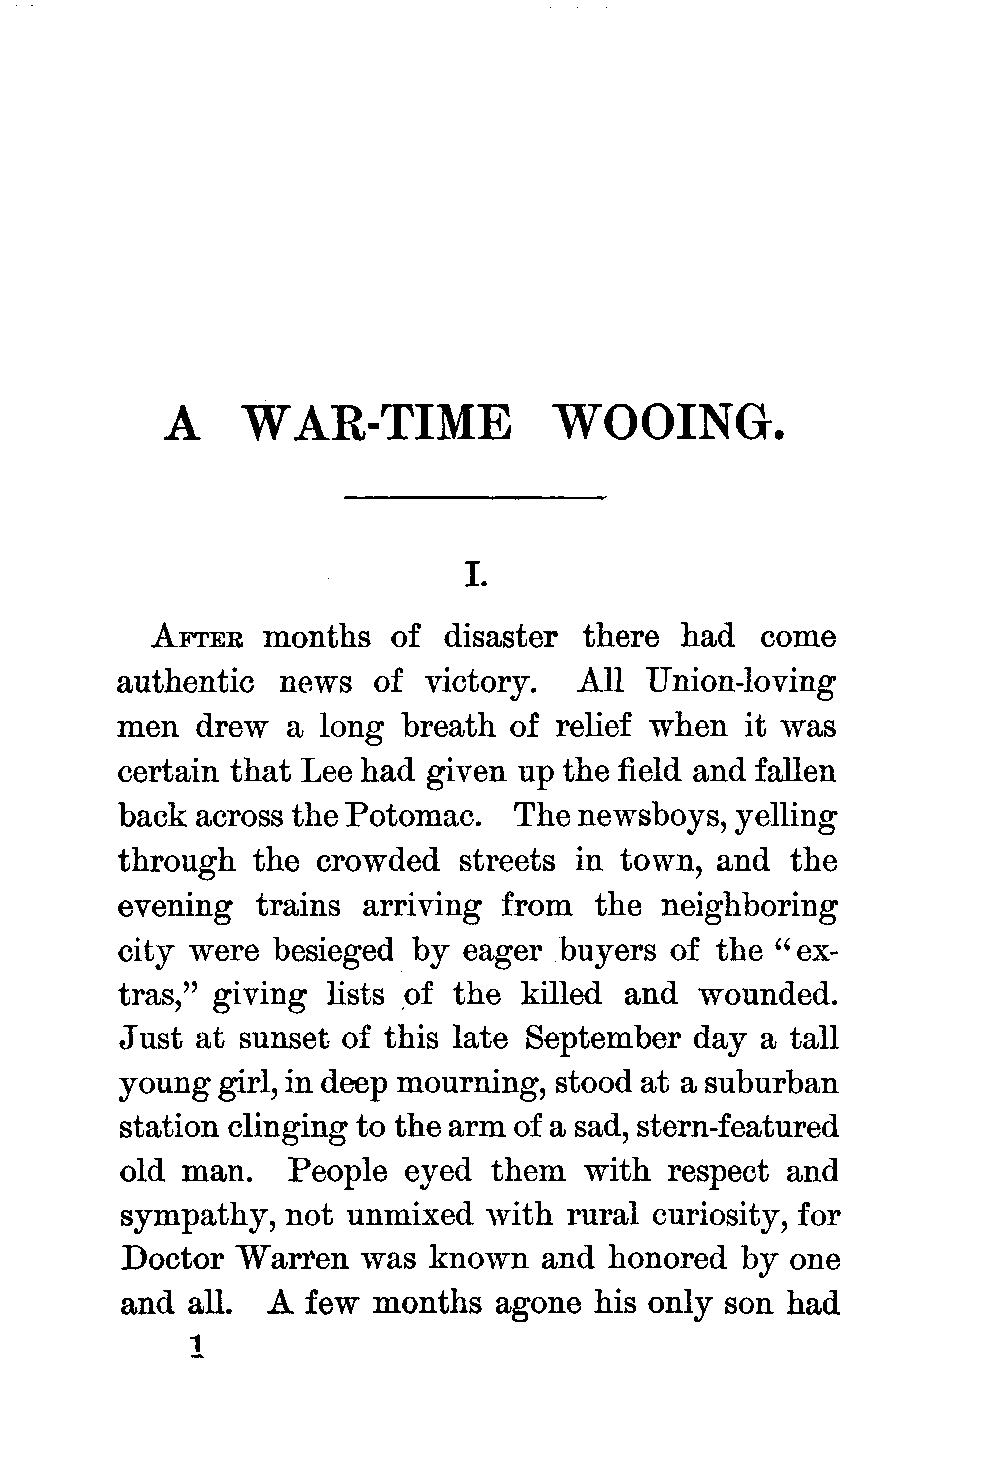 A WAR-TIME WOOING.
I.
AFTER months of disaster there had come
authentic news of victory. All Union-loving
men drew a long breath of relief when it was
certain that Lee had given up the field and fallen
back across the Potomac. The newsboys, yelling
through the crowded streets in town, and the
evening trains arriving from the neighboring
city were besieged by eager buyers of the “ex-
tras,” giving lists of the killed and wounded.
Just at sunset of this late September day a tall
young girl, in deep mourning, stood at a suburban
station clinging to the arm of a sad, stern-featured
old man. People eyed them with respect and
sympathy, not unmixed with rural curiosity, for
Doctor Warren was known and honored by one
and all. A few months agone his only son had
1